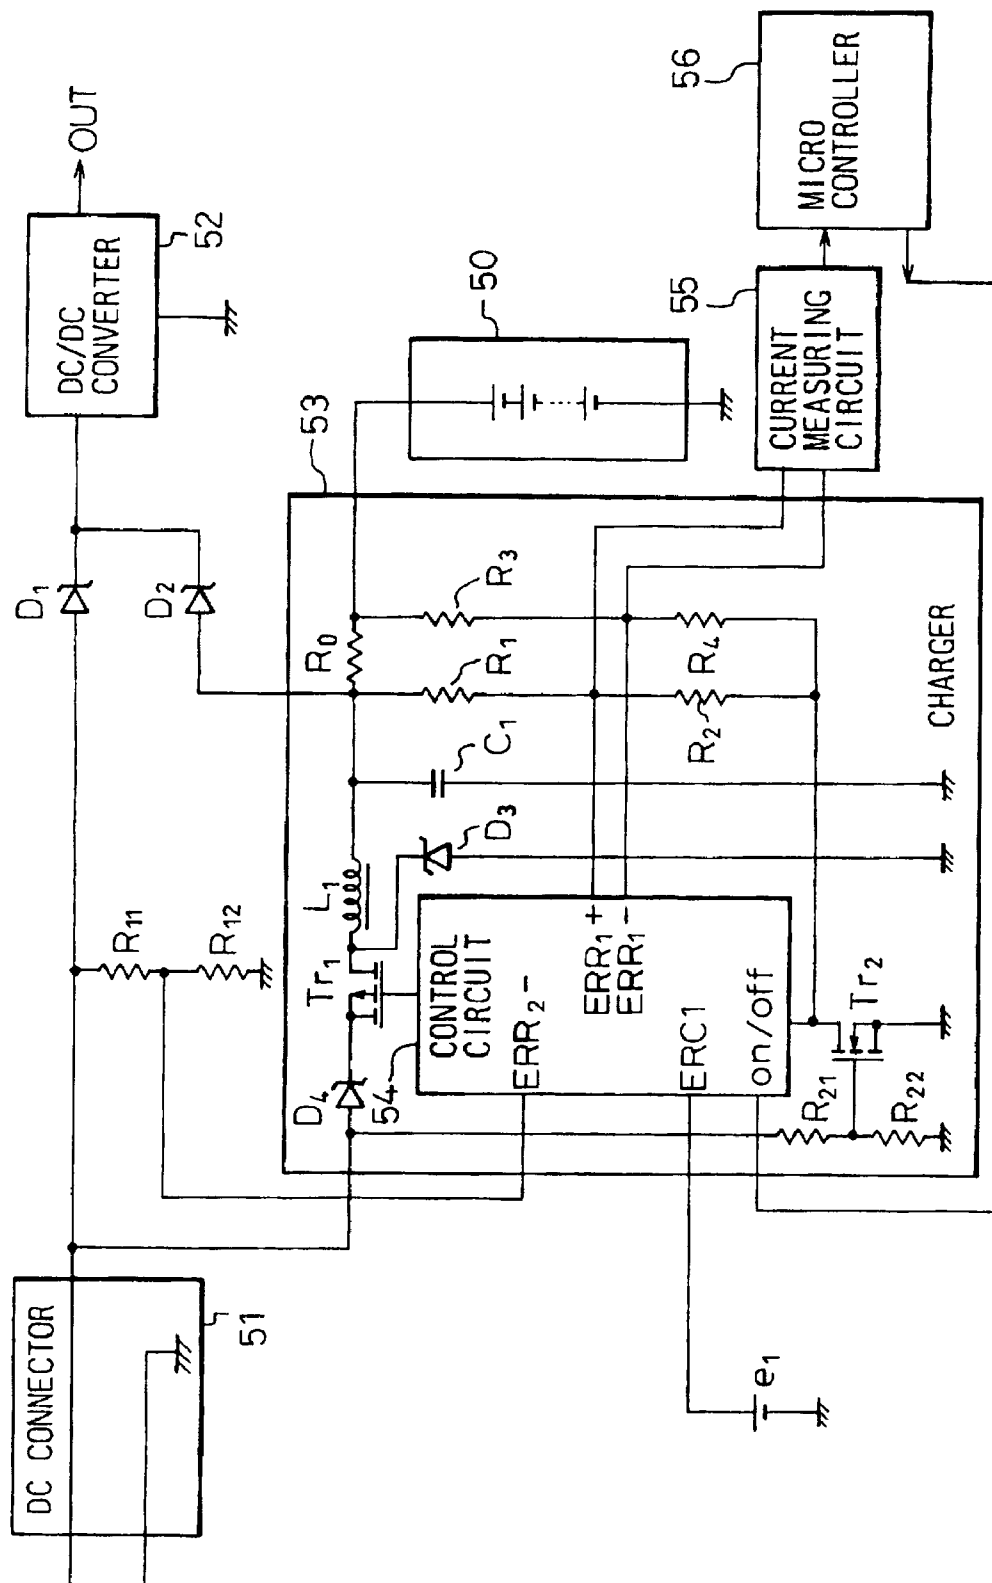 DC CONNECTOR
51
D₁
D₂
DC/DC
CONVERTER
52
OUT
R₁₁
R₁₂
53
50
D₄
Tr₁
L₁
R₀
54
CONTROL
CIRCUIT
ERR₂-
ERR₁ +
ERR₁ -
ERC1
on/off
D₃
C₁
R₁
R₃
R₂
R₄
R₂₁
R₂₂
Tr₂
CHARGER
e₁
CURRENT
MEASURING
CIRCUIT
55
MICRO
CONTROLLER
56